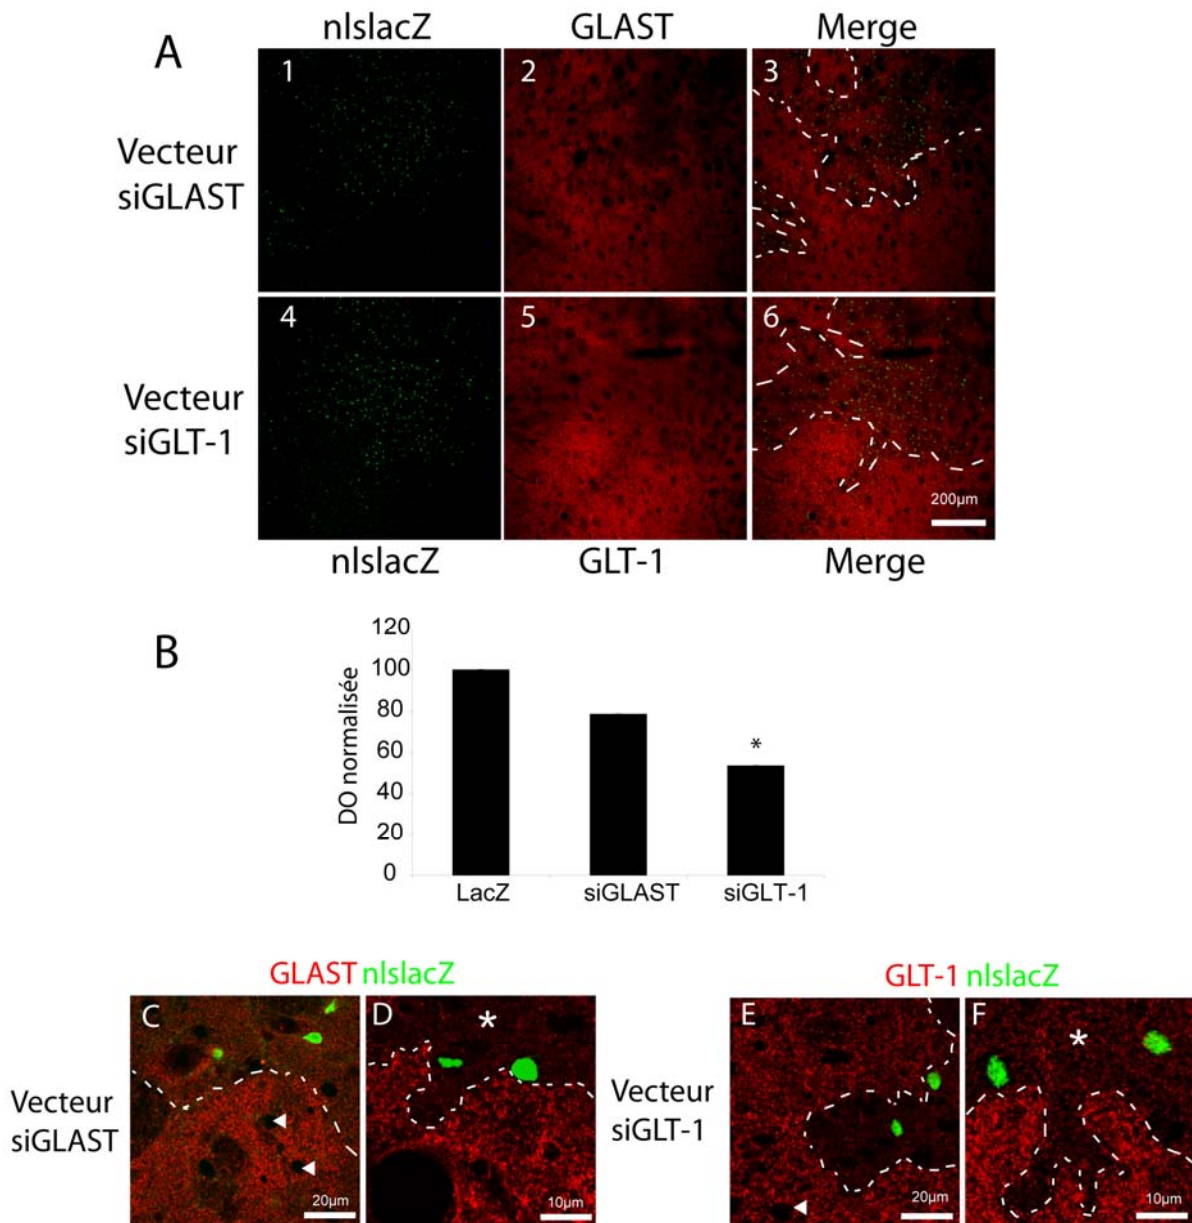 A
nlslacZ GLAST Merge
Vecteur
siGLAST
1 2 3
Vecteur
siGLT-1
4 5 6
200µm
nlslacZ GLT-1 Merge
B
DO normalisée
120
100
80
60
40
20
0
*
LacZ siGLAST siGLT-1
GLAST nlslacZ
Vecteur
siGLAST
C D
*
20µm 10µm
GLT-1 nlslacZ
Vecteur
siGLT-1
E F
*
20µm 10µm